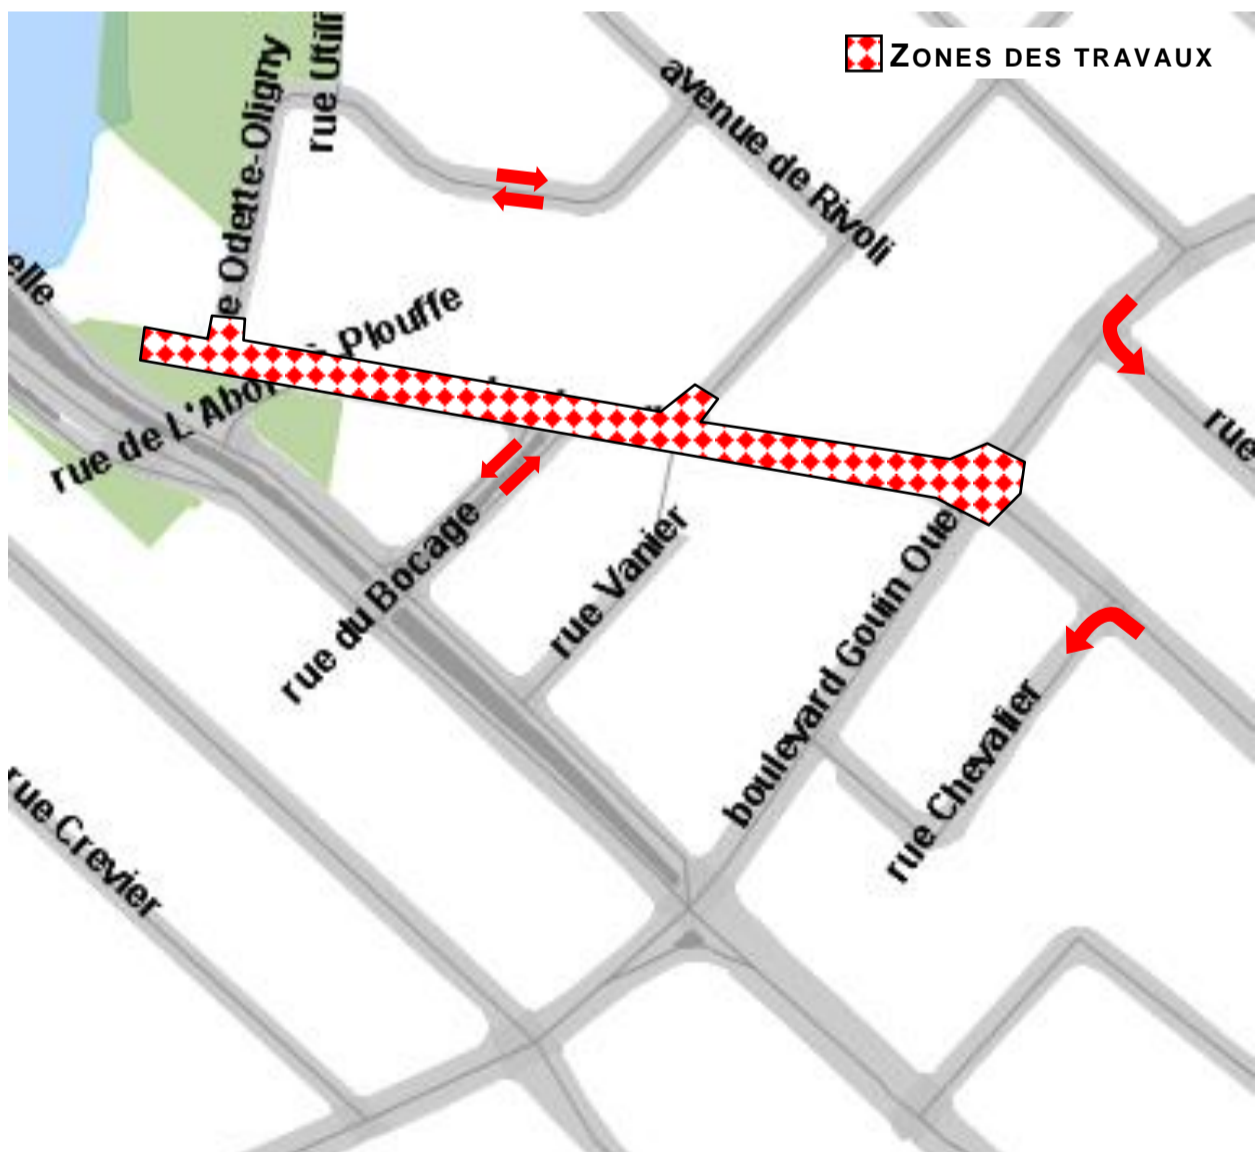 ZONES DES TRAVAUX
rue Utili
e Odette-Oligny
avenue de Rivoli
elle
rue de L'Abo
Plouffe
rue
rue du Bocage
rue Vanier
boulevard Gouin Oue
rue Chevalier
rue Crevier